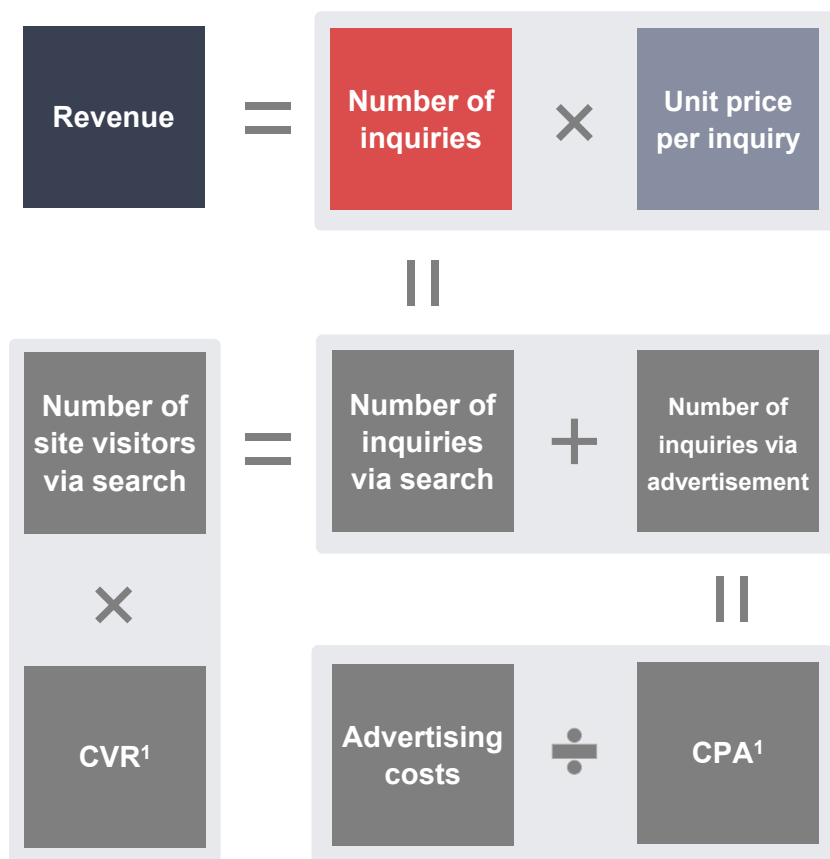 Revenue
=
Number of
inquiries
×
Unit price
per inquiry
=
Number of
site visitors
via search
=
Number of
inquiries
via search
+
Number of
inquiries via
advertisement
×
=
CVR¹
Advertising
costs
÷
CPA¹